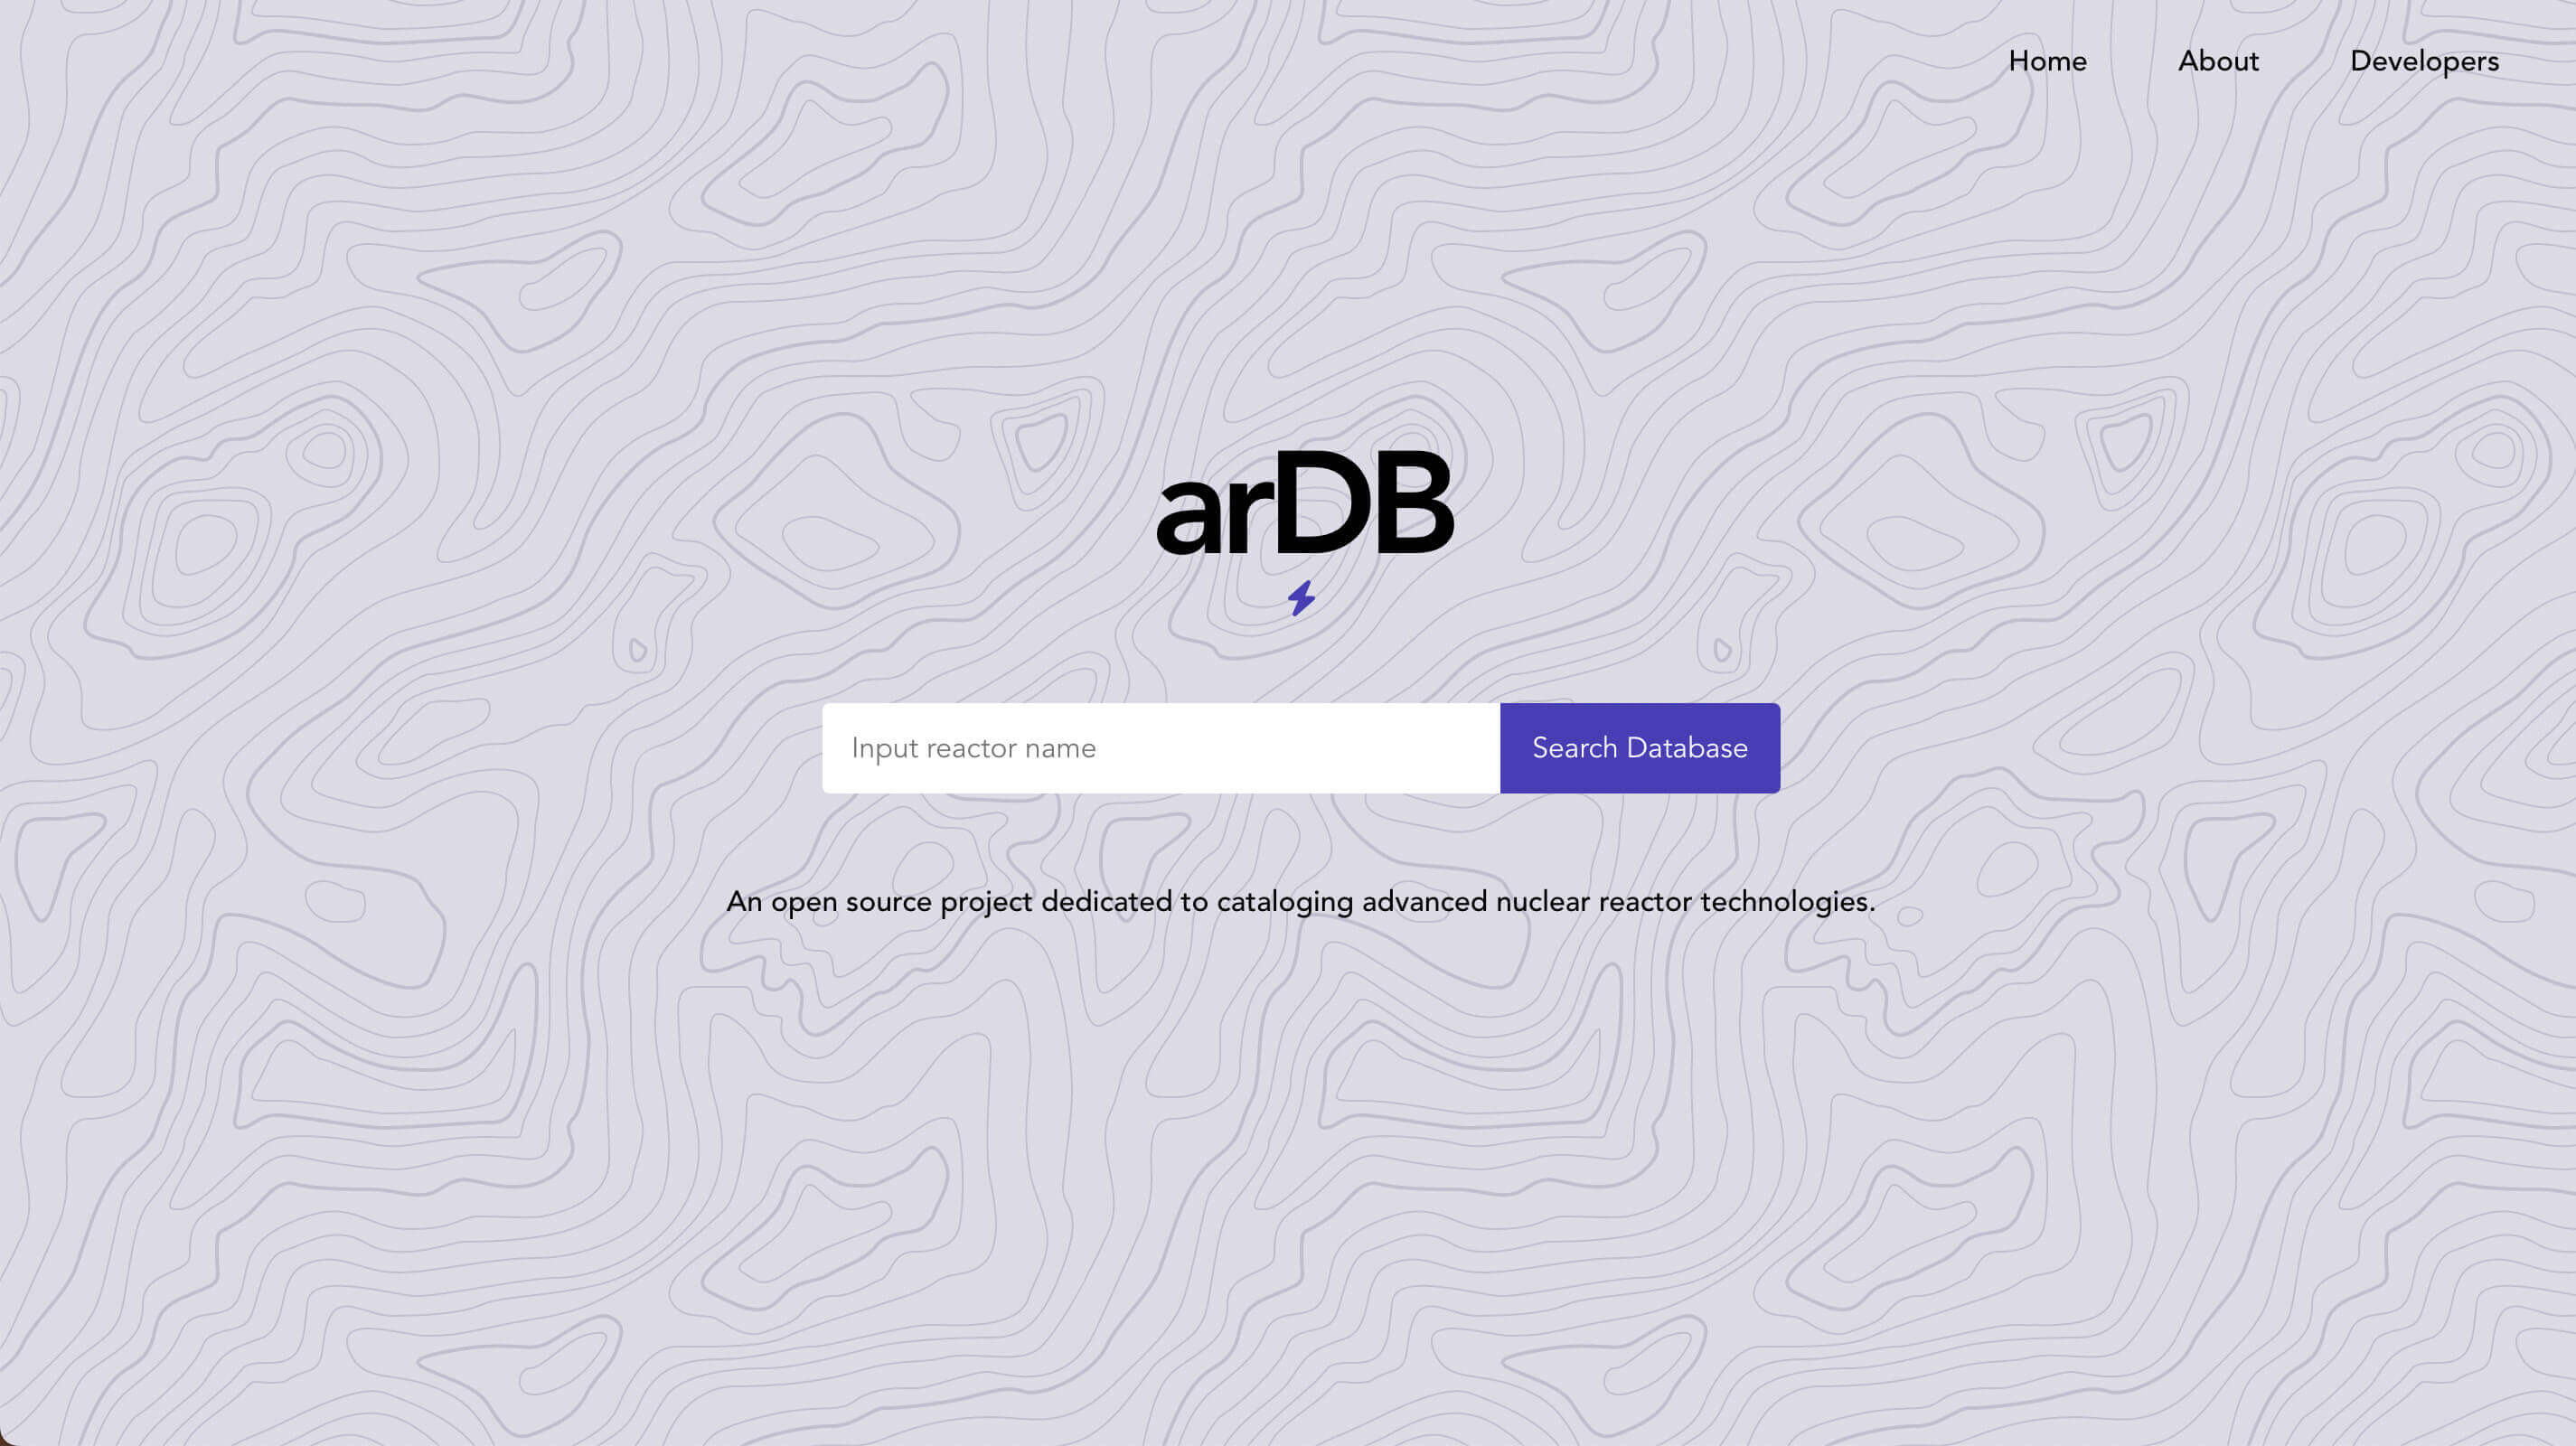 Home About Developers
arDB
Input reactor name Search Database
An open source project dedicated to cataloging advanced nuclear reactor technologies.